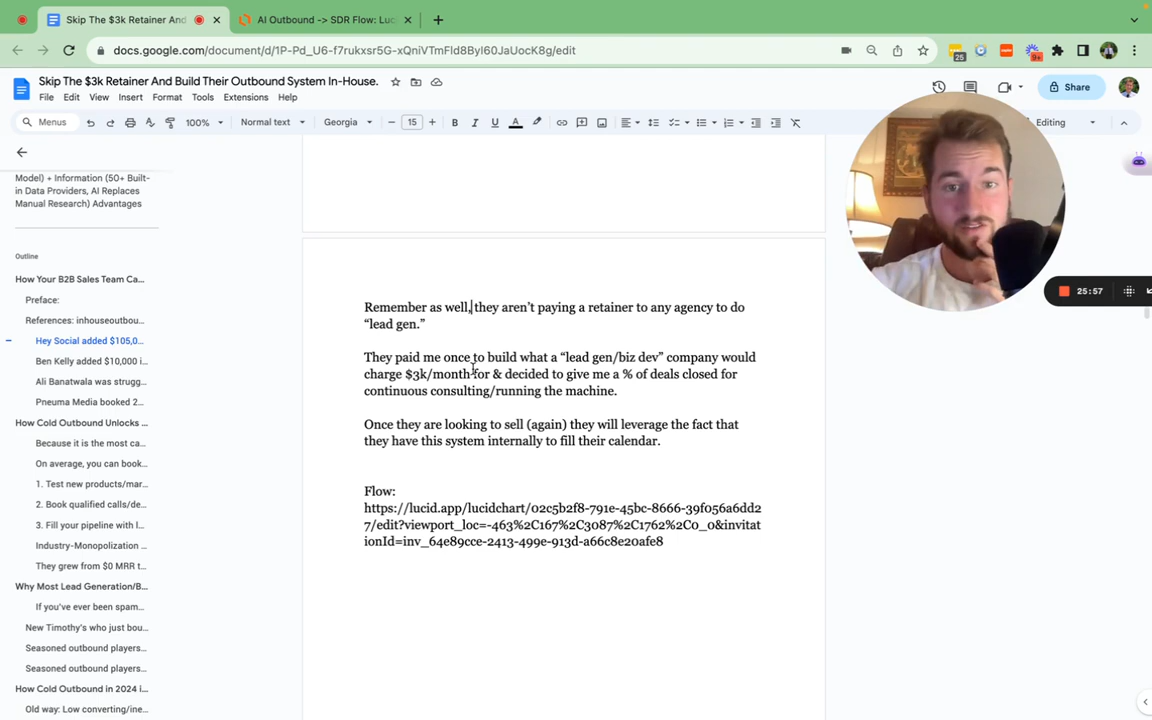 Skip The $3k Retainer And
AI Outbound -> SDR Flow: Luc
docs.google.com/document/d/1P-Pd_U6-f7rukxsr5G-xQniVTmFld8Byl60JaUocK8g/edit
25
9+
Skip The $3k Retainer And Build Their Outbound System In-House.
File Edit View Insert Format Tools Extensions Help
Share
Menus
100%
Normal text
Georgia
15
Editing
Model) + Information (50+ Built-
in Data Providers, AI Replaces
Manual Research) Advantages
Outline
How Your B2B Sales Team Ca...
Preface:
References: inhouseoutbou...
Hey Social added $105,0...
Ben Kelly added $10,000 i...
Ali Banatwala was strugg...
Pneuma Media booked 2...
How Cold Outbound Unlocks ...
Because it is the most ca...
On average, you can book...
1. Test new products/mar...
2. Book qualified calls/de...
3. Fill your pipeline with l...
Industry-Monopolization ...
They grew from $0 MRR t...
Why Most Lead Generation/B...
If you've ever been spam...
New Timothy's who just bou...
Seasoned outbound players...
Seasoned outbound players...
How Cold Outbound in 2024 i...
Old way: Low converting/ine...
Remember as well, they aren't paying a retainer to any agency to do
“lead gen.”
They paid me once to build what a “lead gen/biz dev” company would
charge $3k/month for & decided to give me a % of deals closed for
continuous consulting/running the machine.
Once they are looking to sell (again) they will leverage the fact that
they have this system internally to fill their calendar.
Flow:
https://lucid.app/lucidchart/02c5b2f8-791e-45bc-8666-39f056a6dd2
7/edit?viewport_loc=-463%2C167%2C3087%2C1762%2C0_0&invitat
ionId=inv_64e89cce-2413-499e-913d-a66c8e20afe8
25:57